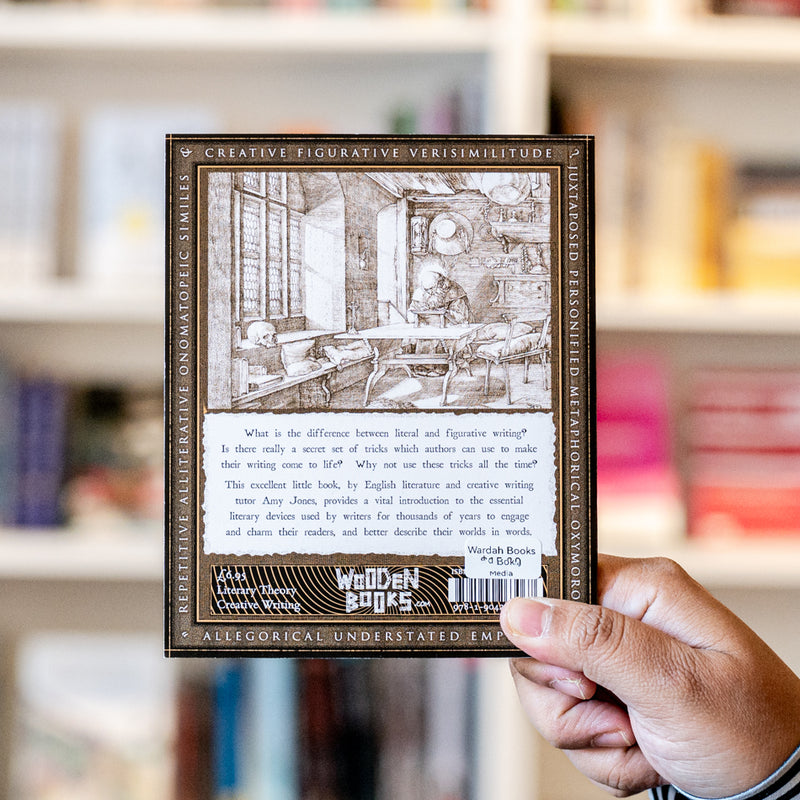 CREATIVE FIGURATIVE VERISIMILITUDE
JUXTAPOSED PERSONIFIED METAPHORICAL
REPETITIVE ALLITERATIVE ONOMATOPEIC SIMILES
What is the difference between literal and figurative writing?
Is there really a secret set of tricks which authors can use to make
their writing come to life? Why not use these tricks all the time?
This excellent little book, by English literature and creative writing
tutor Amy Jones, provides a vital introduction to the essential
literary devices used by writers for thousands of years to engage
and charm their readers, and better describe their worlds in words.
£6.95
Literary Theory
Creative Writing
WOODEN
BOOKS.com
Wardah Books
Media
978-1-904
ALLEGORICAL UNDERSTATED